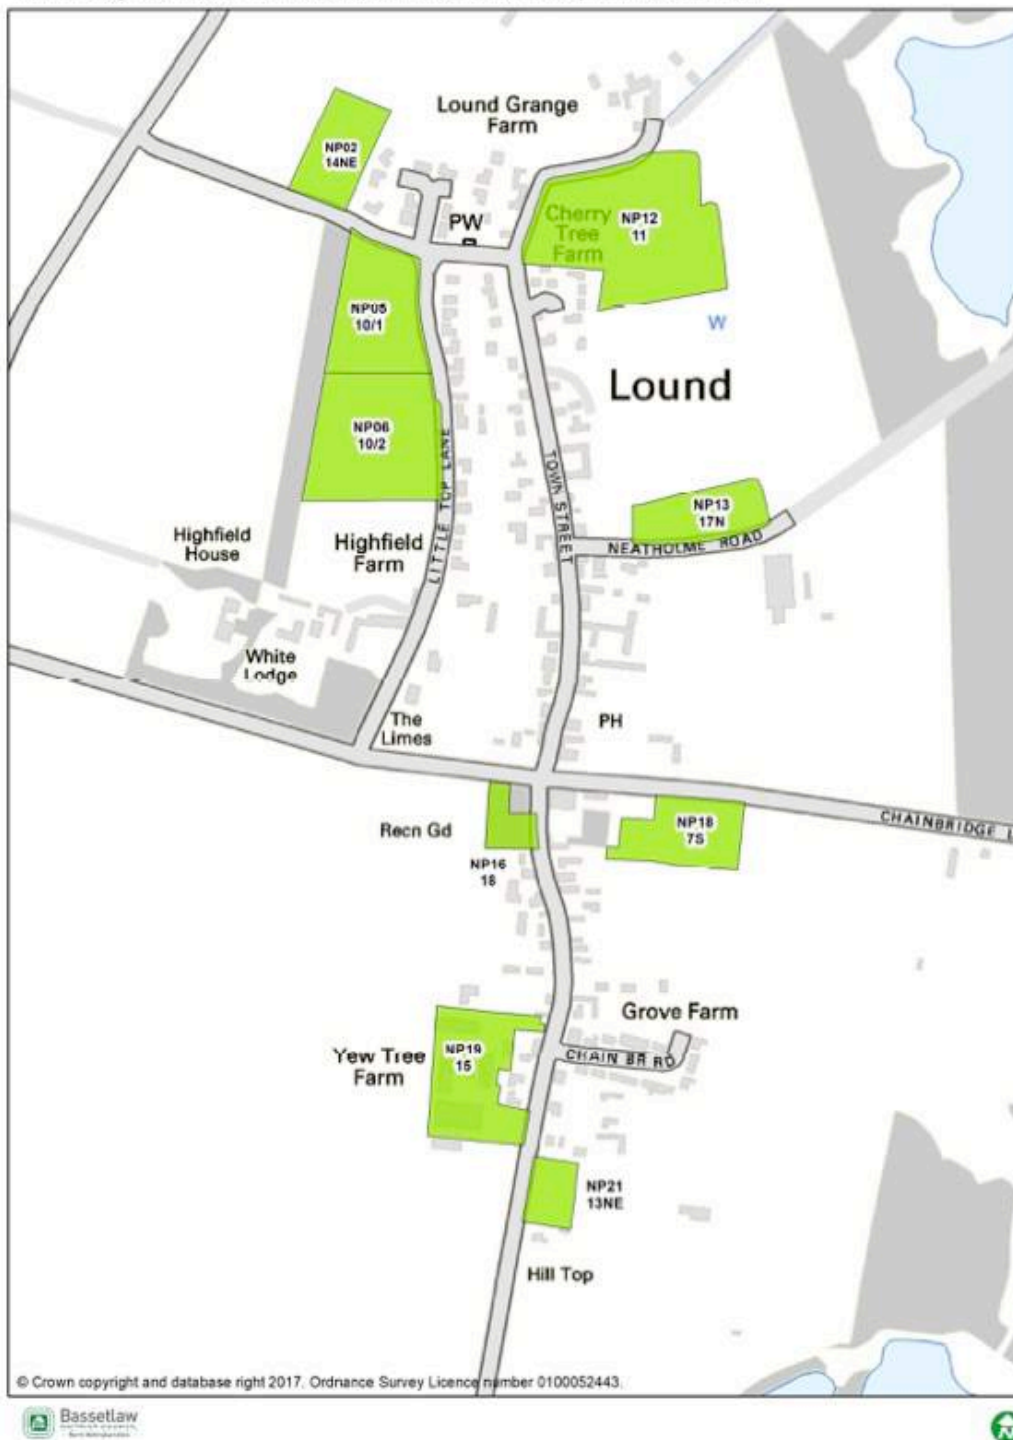 Lound Grange
Farm
NP02
14NE
PW
Cherry
Tree
Farm
NP12
11
NP05
10/1
W
Lound
NP06
10/2
LITTLE TOP LANE
TOWN STREET
NP13
17N
NEATHOLME ROAD
Highfield
House
Highfield
Farm
White
Lodge
The
Limes
PH
CHAINBRIDGE L
Recn Gd
NP16
18
NP18
7S
Grove Farm
CHAIN BR RD
Yew Tree
Farm
NP19
15
NP21
13NE
Hill Top
© Crown copyright and database right 2017. Ordnance Survey Licence number 0100052443.
Bassetlaw
N